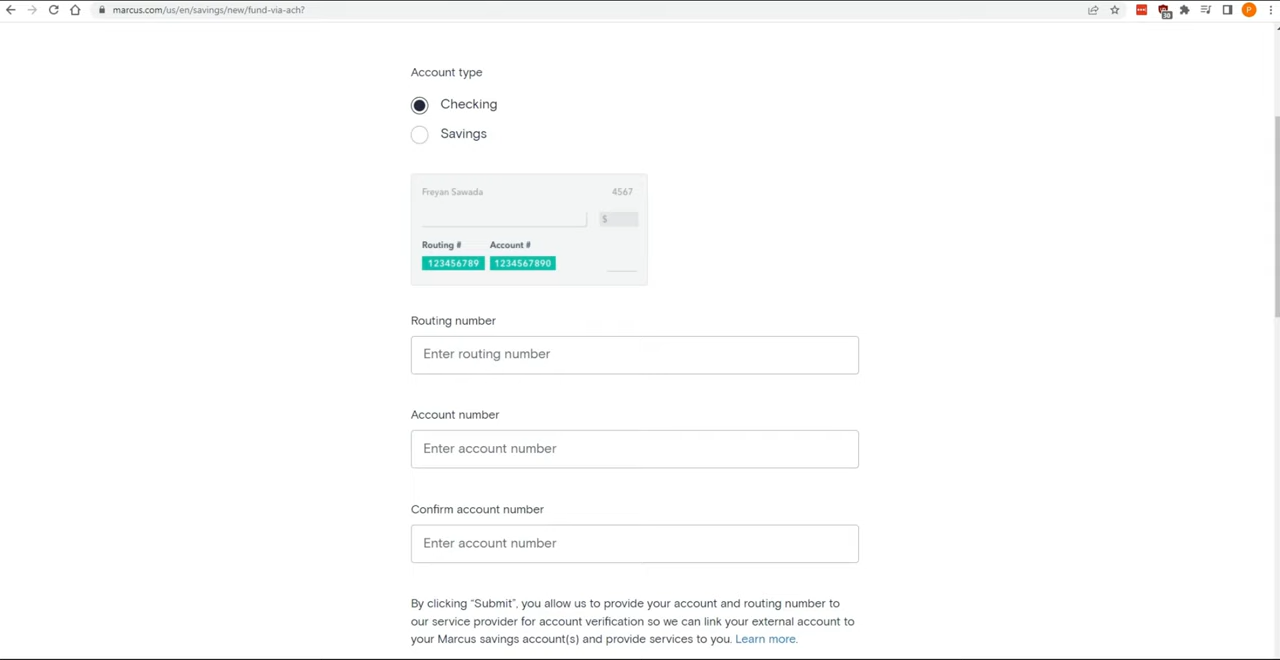 marcus.com/us/en/savings/new/fund-via-ach?
30
P
Account type
Checking
Savings
Freyan Sawada 4567
$
Routing # Account #
123456789 1234567890
Routing number
Enter routing number
Account number
Enter account number
Confirm account number
Enter account number
By clicking “Submit”, you allow us to provide your account and routing number to
our service provider for account verification so we can link your external account to
your Marcus savings account(s) and provide services to you. Learn more.